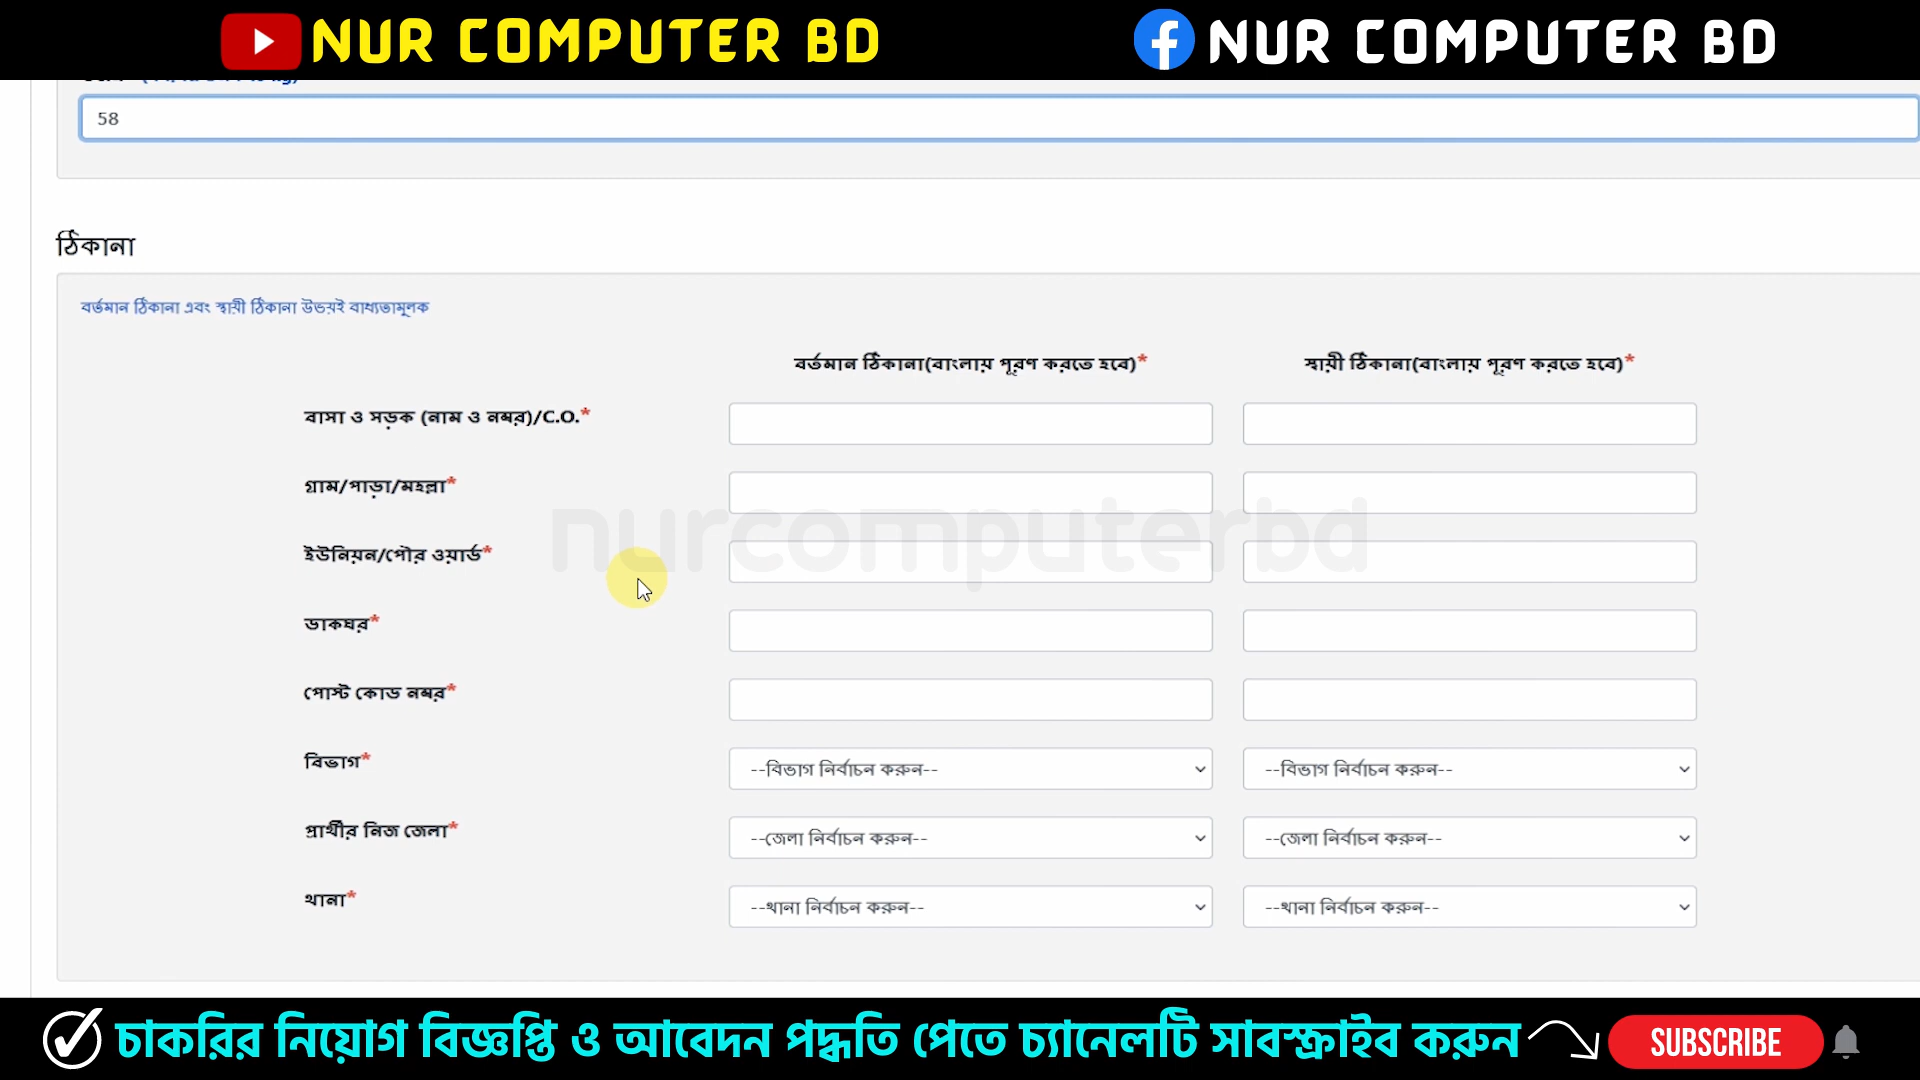 NUR COMPUTER BD
NUR COMPUTER BD
58
ঠিকানা
বর্তমান ঠিকানা এবং স্থায়ী ঠিকানা উভয়ই বাধ্যতামূলক
বর্তমান ঠিকানা(বাংলায় পূরণ করতে হবে)*
স্থায়ী ঠিকানা(বাংলায় পূরণ করতে হবে)*
বাসা ও সড়ক (নাম ও নম্বর)/C.O.*
গ্রাম/পাড়া/মহল্লা*
nurcomputerbd
ইউনিয়ন/পৌর ওয়ার্ড*
ডাকঘর*
পোস্ট কোড নম্বর*
বিভাগ*
--বিভাগ নির্বাচন করুন--
--বিভাগ নির্বাচন করুন--
প্রার্থীর নিজ জেলা*
--জেলা নির্বাচন করুন--
--জেলা নির্বাচন করুন--
থানা*
--থানা নির্বাচন করুন--
--থানা নির্বাচন করুন--
চাকরির নিয়োগ বিজ্ঞপ্তি ও আবেদন পদ্ধতি পেতে চ্যানেলটি সাবস্ক্রাইব করুন
SUBSCRIBE